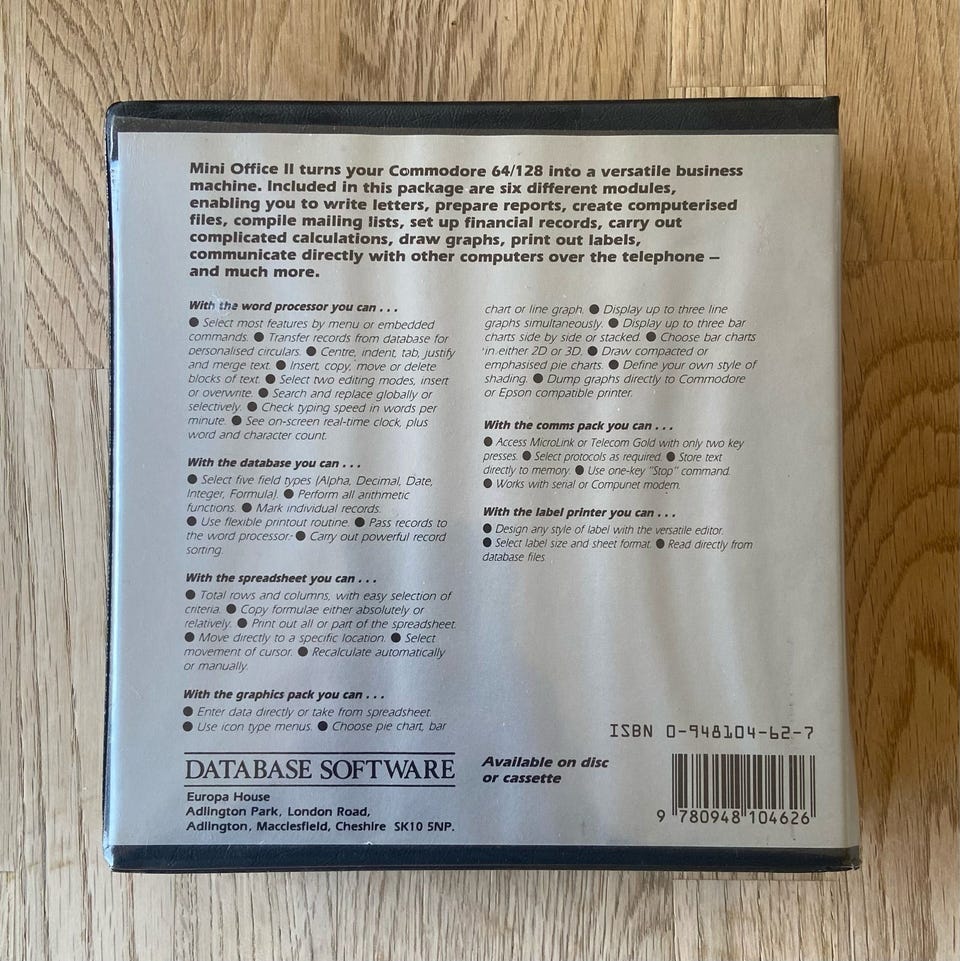 Mini Office II turns your Commodore 64/128 into a versatile business
machine. Included in this package are six different modules,
enabling you to write letters, prepare reports, create computerised
files, compile mailing lists, set up financial records, carry out
complicated calculations, draw graphs, print out labels,
communicate directly with other computers over the telephone –
and much more.
With the word processor you can . . .
● Select most features by menu or embedded
commands. ● Transfer records from database for
personalised circulars. ● Centre, indent, tab, justify
and merge text. ● Insert, copy, move or delete
blocks of text. ● Select two editing modes, insert
or overwrite. ● Search and replace globally or
selectively. ● Check typing speed in words per
minute. ● See on-screen real-time clock, plus
word and character count.
With the database you can . . .
● Select five field types (Alpha, Decimal, Date,
Integer, Formula). ● Perform all arithmetic
functions. ● Mark individual records.
● Use flexible printout routine. ● Pass records to
the word processor. ● Carry out powerful record
sorting.
With the spreadsheet you can . . .
● Total rows and columns, with easy selection of
criteria. ● Copy formulae either absolutely or
relatively. ● Print out all or part of the spreadsheet.
● Move directly to a specific location. ● Select
movement of cursor. ● Recalculate automatically
or manually.
With the graphics pack you can . . .
● Enter data directly or take from spreadsheet.
● Use icon type menus. ● Choose pie chart, bar
chart or line graph. ● Display up to three line
graphs simultaneously. ● Display up to three bar
charts side by side or stacked. ● Choose bar charts
in either 2D or 3D. ● Draw compacted or
emphasised pie charts. ● Define your own style of
shading. ● Dump graphs directly to Commodore
or Epson compatible printer.
With the comms pack you can . . .
● Access MicroLink or Telecom Gold with only two key
presses. ● Select protocols as required. ● Store text
directly to memory. ● Use one-key "Stop" command.
● Works with serial or Compunet modem.
With the label printer you can . . .
● Design any style of label with the versatile editor.
● Select label size and sheet format. ● Read directly from
database files.
DATABASE SOFTWARE
Europa House
Adlington Park, London Road,
Adlington, Macclesfield, Cheshire SK10 5NP.
Available on disc
or cassette
ISBN 0-948104-62-7
9 780948 104626